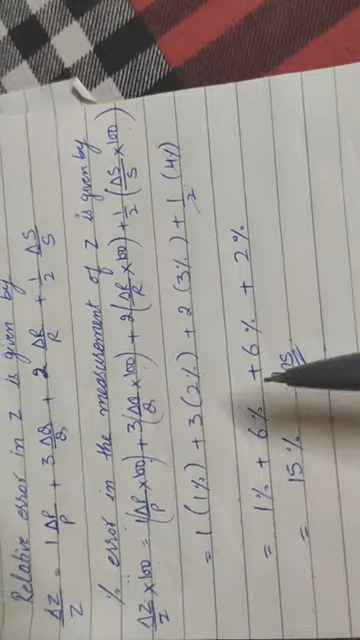 Relative error in Z is given by
ΔZ/Z = 1 ΔP/P + 3 ΔQ/Q + 2 ΔR/R + 1/2 ΔS/S
% error in the measurement of Z is given by
ΔZ/Z × 100 = 1(ΔP/P × 100) + 3(ΔQ/Q × 100) + 2(ΔR/R × 100) + 1/2 (ΔS/S × 100)
= 1(1%) + 3(2%) + 2(3%) + 1/2 (4%)
= 1% + 6% + 6% + 2%
= 15%